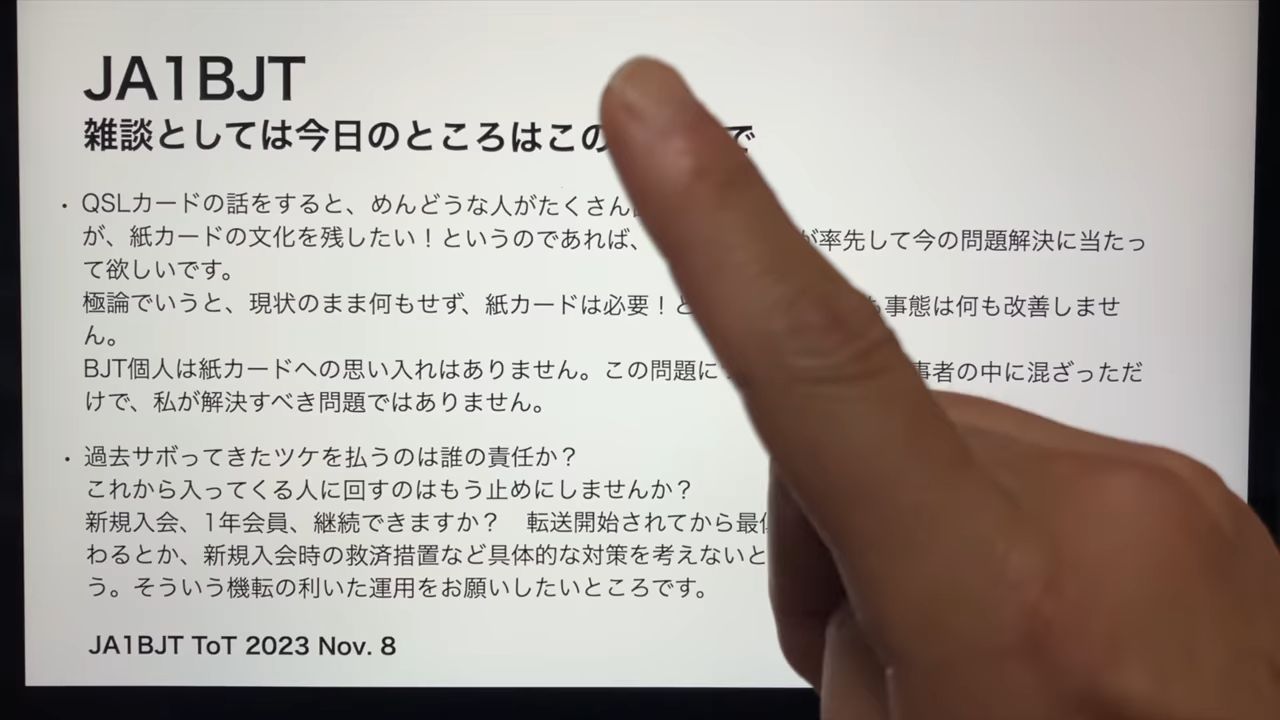 JA1BJT
雑談としては今日のところはこの で
・QSLカードの話をすると、めんどうな人がたくさん
が、紙カードの文化を残したい！というのであれば、 が率先して今の問題解決に当たっ
て欲しいです。
極論でいうと、現状のまま何もせず、紙カードは必要！と も事態は何も改善しませ
ん。
BJT個人は紙カードへの思い入れはありません。この問題に 事者の中に混ざっただ
けで、私が解決すべき問題ではありません。
・過去サボってきたツケを払うのは誰の責任か？
これから入ってくる人に回すのはもう止めにしませんか？
新規入会、1年会員、継続できますか？ 転送開始されてから最
わるとか、新規入会時の救済措置など具体的な対策を考えないと
う。そういう機転の利いた運用をお願いしたいところです。
JA1BJT ToT 2023 Nov. 8